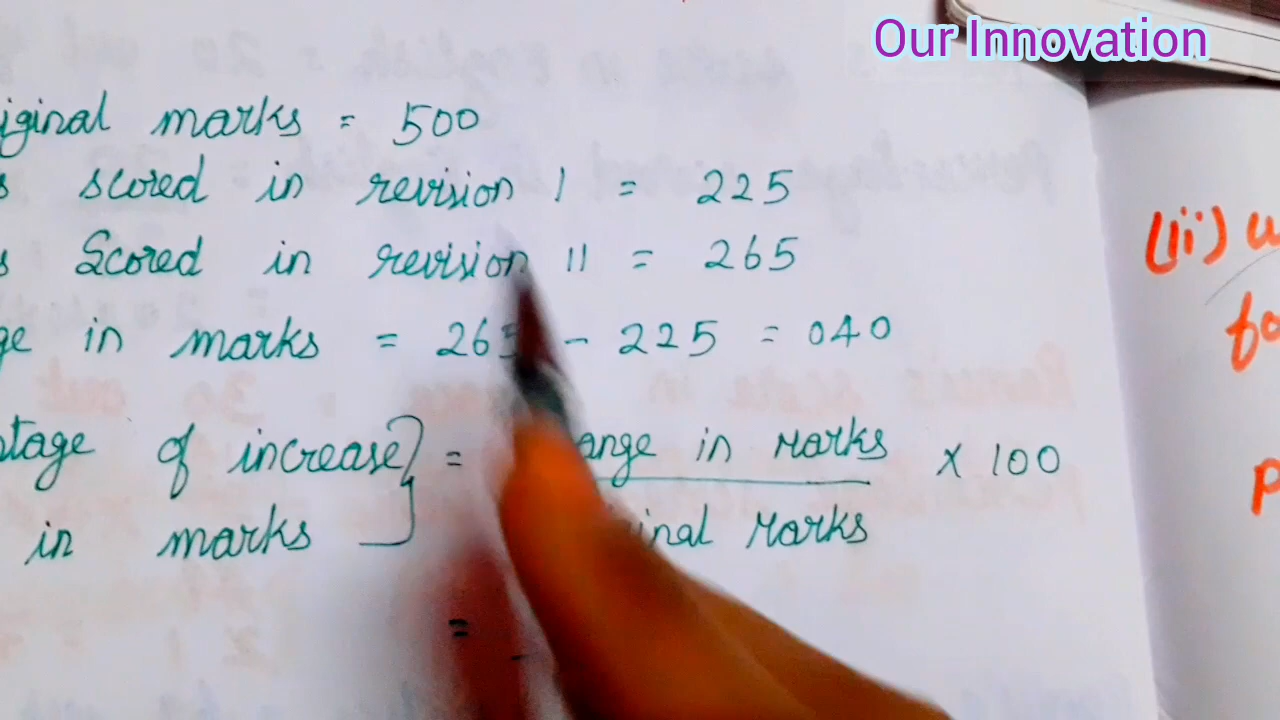 Our Innovation
iginal marks = 500
s scored in revision I = 225
s Scored in revision II = 265
ge in marks = 265 - 225 = 040
tage of increase} = ange in Marks × 100
in marks inal Marks
=
(ii)